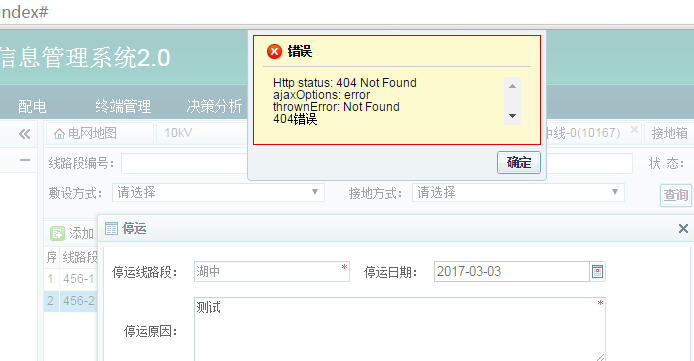 index#
信息管理系统2.0
错误
Http status: 404 Not Found
ajaxOptions: error
thrownError: Not Found
404错误
确定
配电 终端管理 决策分析
电网地图 10kV 中线-0(10167) 接地箱
线路段编号: 状 态:
敷设方式: 请选择 接地方式: 请选择 查询
添加
停运
序 线路段
1 456-1
2 456-2
停运线路段: 湖中 * 停运日期: 2017-03-03
停运原因: 测试 *